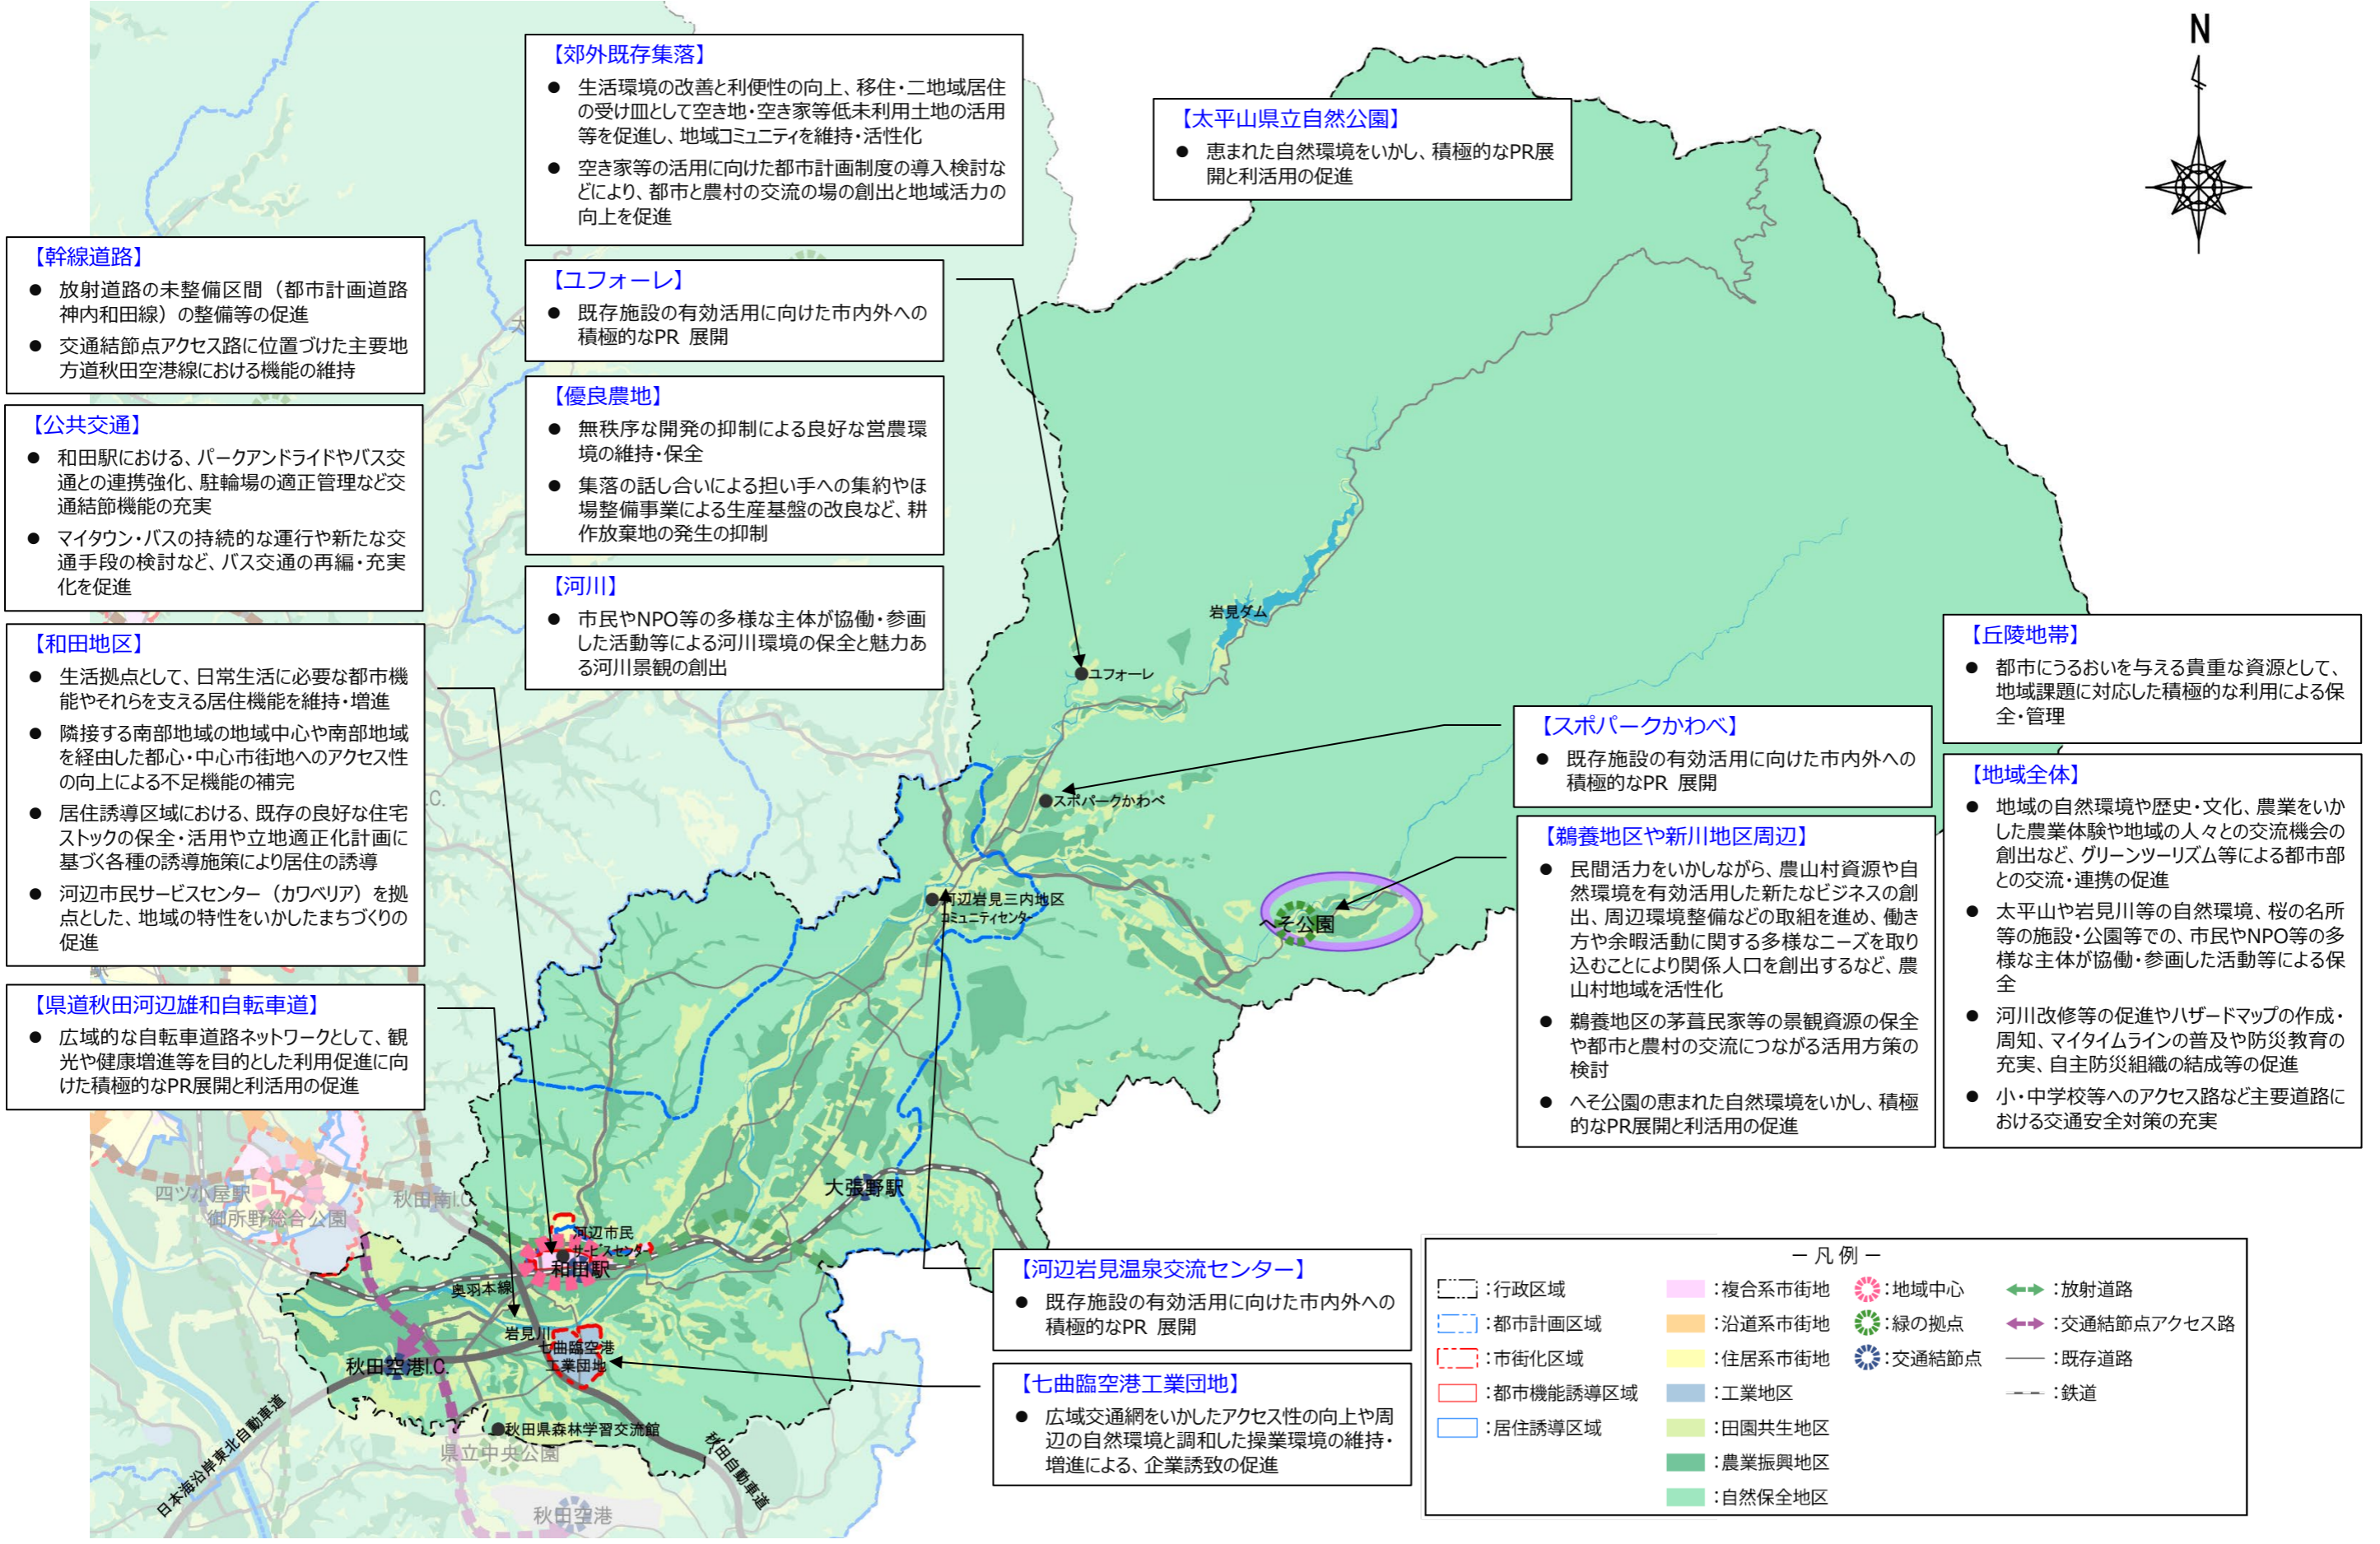 【郊外既存集落】
● 生活環境の改善と利便性の向上、移住・二地域居住
の受け皿として空き地・空き家等低未利用土地の活用
等を促進し、地域コミュニティを維持・活性化
● 空き家等の活用に向けた都市計画制度の導入検討な
どにより、都市と農村の交流の場の創出と地域活力の
向上を促進
【太平山県立自然公園】
● 恵まれた自然環境をいかし、積極的なPR展
開と利活用の促進
N
【幹線道路】
● 放射道路の未整備区間（都市計画道路
神内和田線）の整備等の促進
● 交通結節点アクセス路に位置づけた主要地
方道秋田空港線における機能の維持
【ユフォーレ】
● 既存施設の有効活用に向けた市内外への
積極的なPR 展開
【公共交通】
● 和田駅における、パークアンドライドやバス交
通との連携強化、駐輪場の適正管理など交
通結節機能の充実
● マイタウン・バスの持続的な運行や新たな交
通手段の検討など、バス交通の再編・充実
化を促進
【優良農地】
● 無秩序な開発の抑制による良好な営農環
境の維持・保全
● 集落の話し合いによる担い手への集約やほ
場整備事業による生産基盤の改良など、耕
作放棄地の発生の抑制
【河川】
● 市民やNPO等の多様な主体が協働・参画
した活動等による河川環境の保全と魅力あ
る河川景観の創出
【和田地区】
● 生活拠点として、日常生活に必要な都市機
能やそれらを支える居住機能を維持・増進
● 隣接する南部地域の地域中心や南部地域
を経由した都心・中心市街地へのアクセス性
の向上による不足機能の補完
● 居住誘導区域における、既存の良好な住宅
ストックの保全・活用や立地適正化計画に
基づく各種の誘導施策により居住の誘導
● 河辺市民サービスセンター（カワベリア）を拠
点とした、地域の特性をいかしたまちづくりの
促進
【県道秋田河辺雄和自転車道】
● 広域的な自転車道路ネットワークとして、観
光や健康増進等を目的とした利用促進に向
けた積極的なPR展開と利活用の促進
【丘陵地帯】
● 都市にうるおいを与える貴重な資源として、
地域課題に対応した積極的な利用による保
全・管理
【スポパークかわべ】
● 既存施設の有効活用に向けた市内外への
積極的なPR 展開
【鵜養地区や新川地区周辺】
● 民間活力をいかしながら、農山村資源や自
然環境を有効活用した新たなビジネスの創
出、周辺環境整備などの取組を進め、働き
方や余暇活動に関する多様なニーズを取り
込むことにより関係人口を創出するなど、農
山村地域を活性化
● 鵜養地区の茅葺民家等の景観資源の保全
や都市と農村の交流につながる活用方策の
検討
● へそ公園の恵まれた自然環境をいかし、積極
的なPR展開と利活用の促進
【地域全体】
● 地域の自然環境や歴史・文化、農業をいか
した農業体験や地域の人々との交流機会の
創出など、グリーンツーリズム等による都市部
との交流・連携の促進
● 太平山や岩見川等の自然環境、桜の名所
等の施設・公園等での、市民やNPO等の多
様な主体が協働・参画した活動等による保
全
● 河川改修等の促進やハザードマップの作成・
周知、マイタイムラインの普及や防災教育の
充実、自主防災組織の結成等の促進
● 小・中学校等へのアクセス路など主要道路に
おける交通安全対策の充実
岩見ダム
ユフォーレ
スポパークかわべ
河辺岩見三内地区
コミュニティセンター
へそ公園
大張野駅
四ツ小屋駅
御所野総合公園
秋田南I.C.
河辺市民
サービスセンター
和田駅
奥羽本線
岩見川
七曲臨空港
工業団地
秋田空港I.C.
秋田県森林学習交流館
県立中央公園
秋田空港
日本海沿岸東北自動車道
秋田自動車道
【河辺岩見温泉交流センター】
● 既存施設の有効活用に向けた市内外への
積極的なPR 展開
【七曲臨空港工業団地】
● 広域交通網をいかしたアクセス性の向上や周
辺の自然環境と調和した操業環境の維持・
増進による、企業誘致の促進
－凡例－
：行政区域
：都市計画区域
：市街化区域
：都市機能誘導区域
：居住誘導区域
：複合系市街地
：沿道系市街地
：住居系市街地
：工業地区
：田園共生地区
：農業振興地区
：自然保全地区
：地域中心
：緑の拠点
：交通結節点
：放射道路
：交通結節点アクセス路
：既存道路
：鉄道